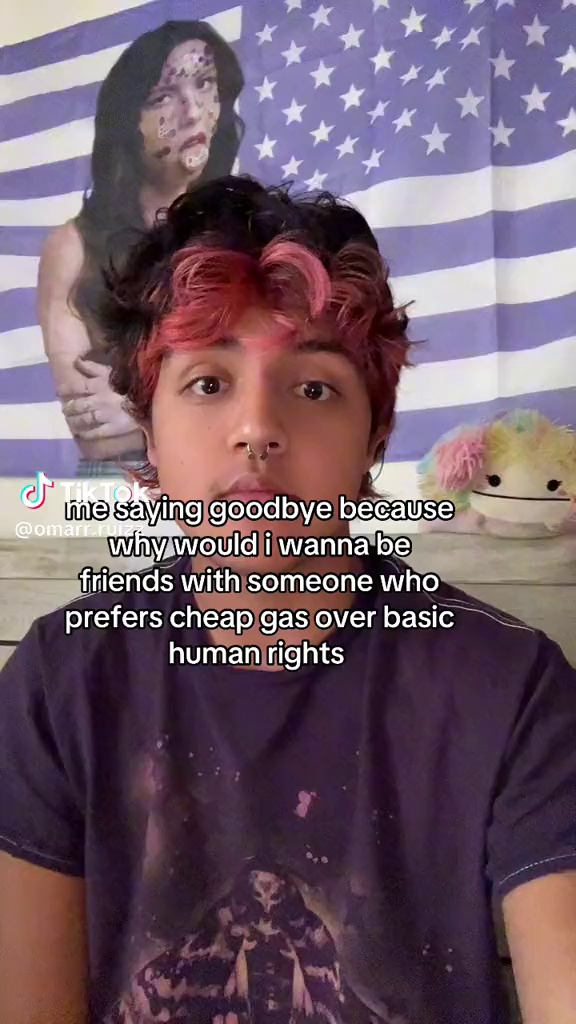 TikTok
@omarr.ruizz
me saying goodbye because
why would i wanna be
friends with someone who
prefers cheap gas over basic
human rights